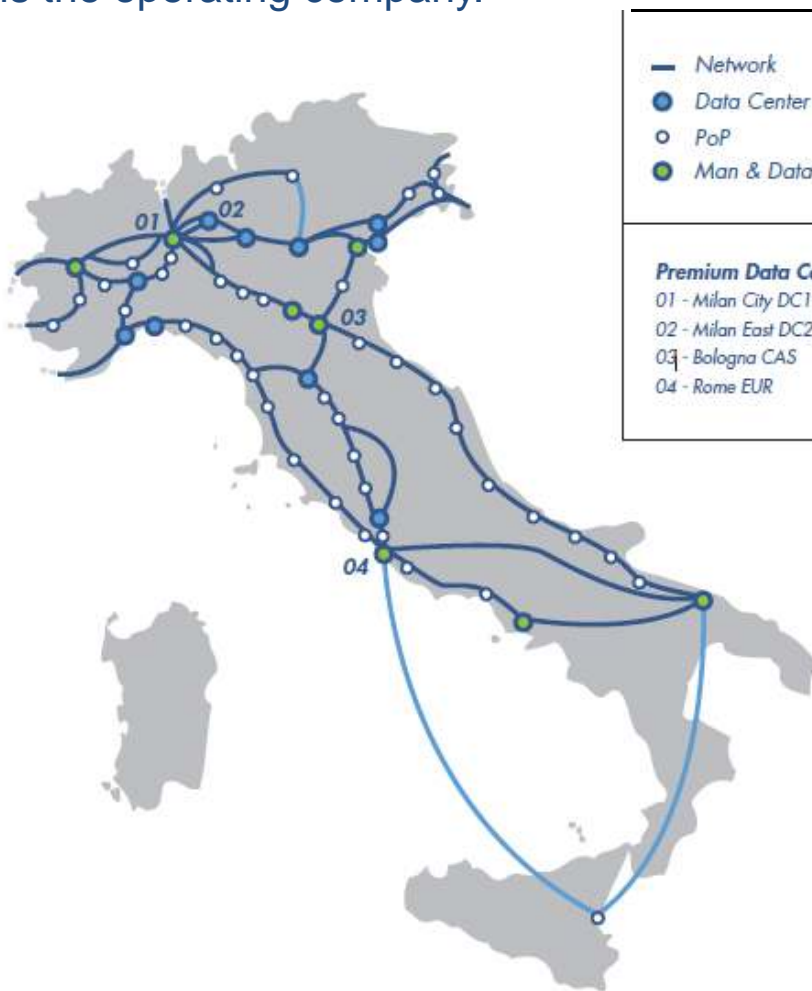 is the operating company.
Network
Data Center
PoP
Man & Data
Premium Data C
01 - Milan City DC1
02 - Milan East DC2
03 - Bologna CAS
04 - Rome EUR
01
02
03
04